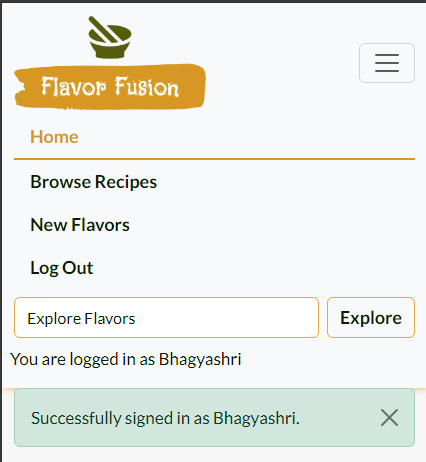 Flavor Fusion
Home
Browse Recipes
New Flavors
Log Out
Explore Flavors
Explore
You are logged in as Bhagyashri
Successfully signed in as Bhagyashri.